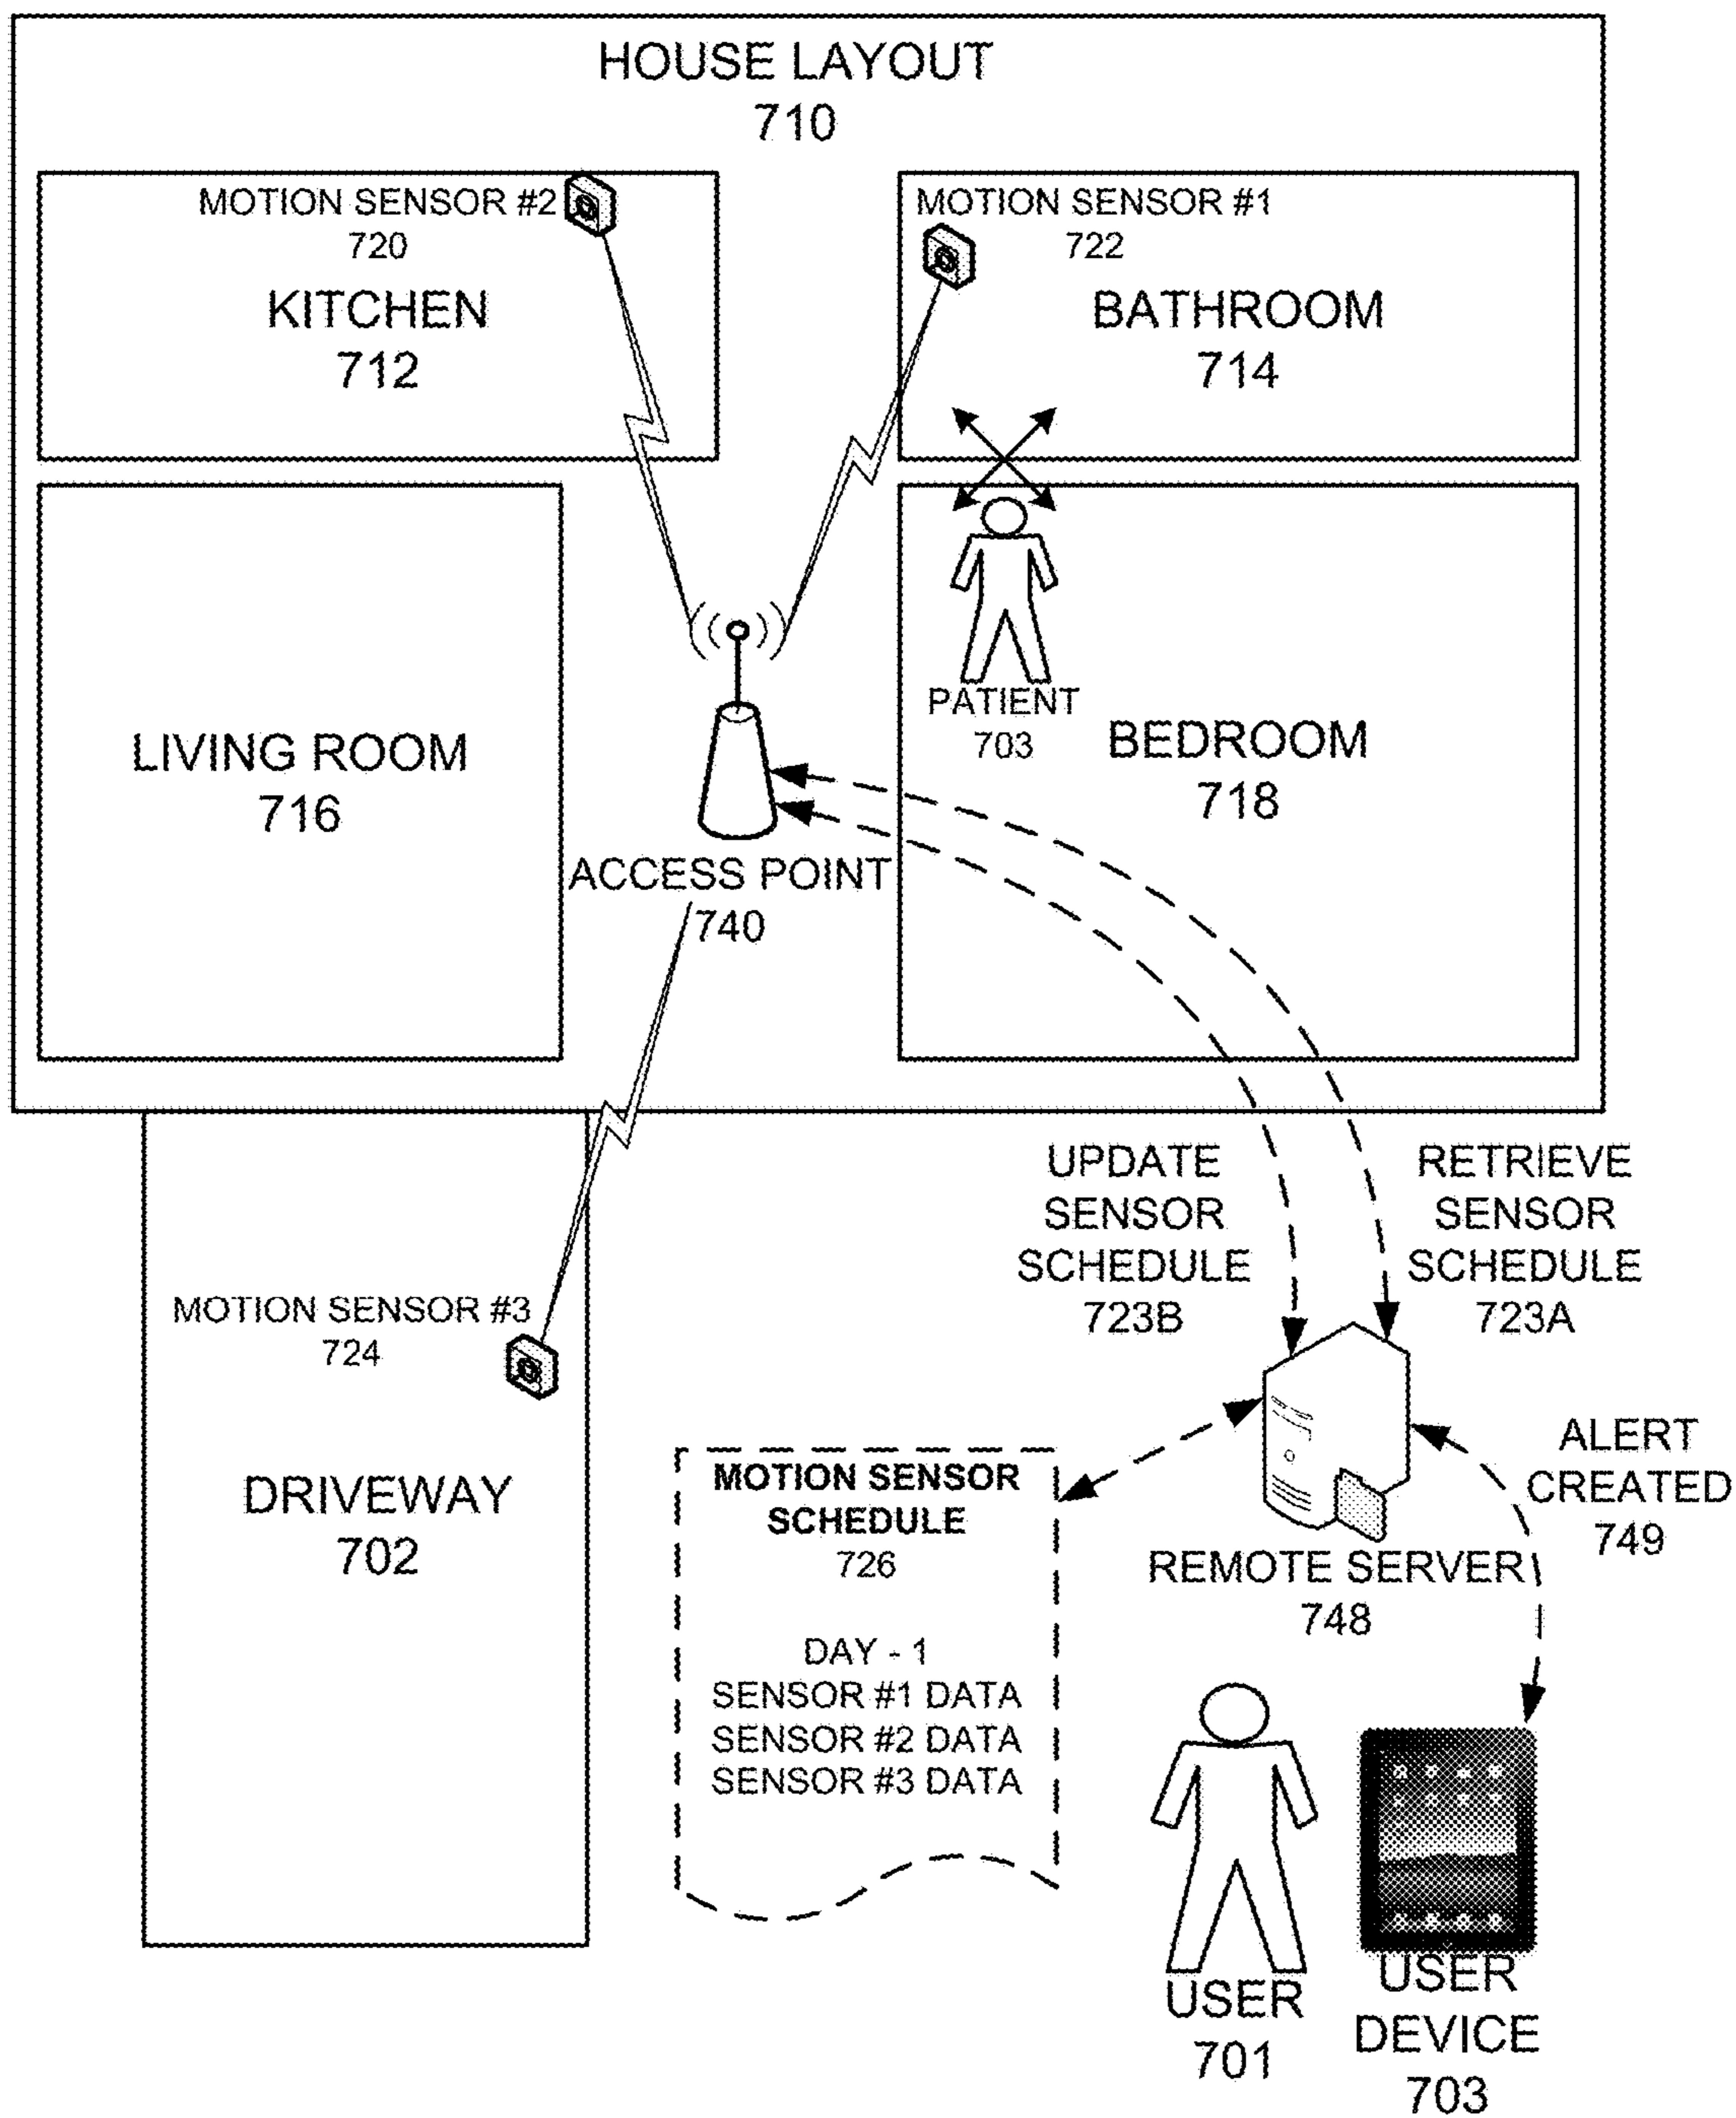 HOUSE LAYOUT
710
MOTION SENSOR #2
720
KITCHEN
712
MOTION SENSOR #1
722
BATHROOM
714
LIVING ROOM
716
PATIENT
703
BEDROOM
718
ACCESS POINT
740
UPDATE
SENSOR
SCHEDULE
723B
RETRIEVE
SENSOR
SCHEDULE
723A
MOTION SENSOR #3
724
DRIVEWAY
702
MOTION SENSOR
SCHEDULE
726
DAY - 1
SENSOR #1 DATA
SENSOR #2 DATA
SENSOR #3 DATA
ALERT
CREATED
749
REMOTE SERVER
748
USER
701
USER
DEVICE
703